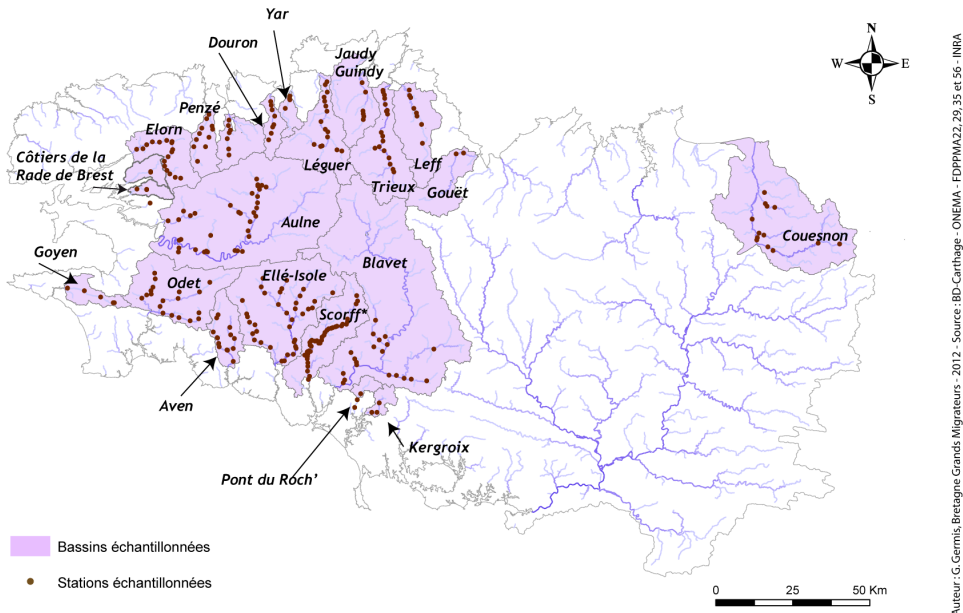 Yar
Douron
Jaudy
Guindy
Penzé
Elorn
Côtiers de la
Rade de Brest
Léguer
Trieux
Leff
Gouët
Aulne
Couesnon
Goyen
Odet
Ellé-Isole
Blavet
Scorff*
Aven
Pont du Roch'
Kergroix
N
W E
S
Bassins échantillonnées
Stations échantillonnées
0 25 50 Km
Auteur : G.Germis, Bretagne Grands Migrateurs - 2012 - Source : BD-Carthage - ONEMA - FDPPMA22, 29, 35 et 56 - INRA